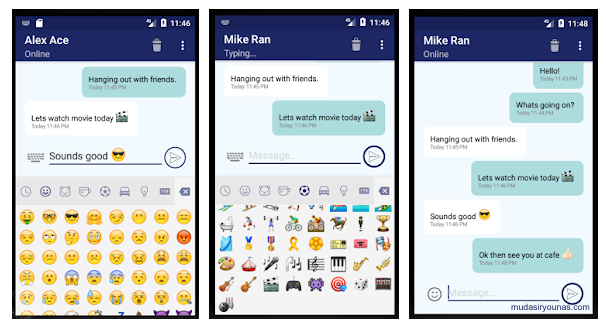 11:46
Alex Ace
Online
Hanging out with friends.
Today 11:45 PM
Lets watch movie today 🎬
Today 11:46 PM
Sounds good 😎
11:46
Mike Ran
Typing...
Hanging out with friends.
Today 11:45 PM
Lets watch movie today 🎬
Today 11:46 PM
Message...
11:48
Mike Ran
Online
Hello!
Today 11:43 PM
Whats going on?
Today 11:44 PM
Hanging out with friends.
Today 11:45 PM
Lets watch movie today 🎬
Today 11:46 PM
Sounds good 😎
Today 11:46 PM
Ok then see you at cafe 👍🏻
Today 11:48 PM
Message...
mudasiryounas.com